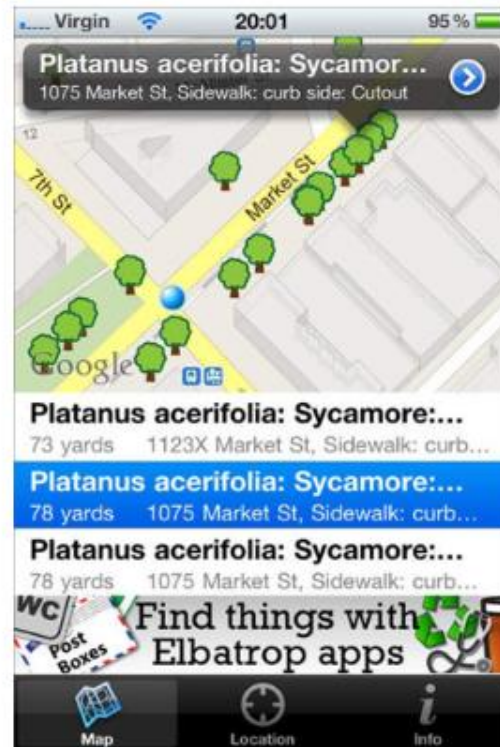 Virgin 20:01 95 %
Platanus acerifolia: Sycamor...
1075 Market St, Sidewalk: curb side: Cutout
12
7th St
Market St
Google
Platanus acerifolia: Sycamore:...
73 yards 1123X Market St, Sidewalk: curb...
Platanus acerifolia: Sycamore:...
78 yards 1075 Market St, Sidewalk: curb...
Platanus acerifolia: Sycamore:...
78 yards 1075 Market St, Sidewalk: curb...
WC
Post
Boxes
Find things with
Elbatrop apps
Map Location Info